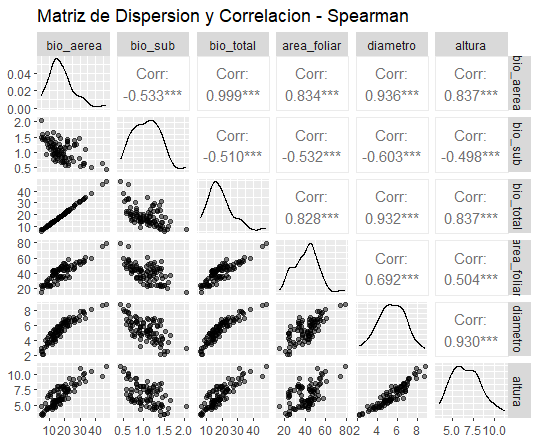 Matriz de Dispersion y Correlacion - Spearman
bio_aerea bio_sub bio_total area_foliar diametro altura
0.04
0.02
0.00
Corr: Corr: Corr: Corr: Corr:
-0.533*** 0.999*** 0.834*** 0.936*** 0.837***
bio_aerea
2.0
1.5
1.0
0.5
Corr: Corr: Corr: Corr:
-0.510*** -0.532*** -0.603*** -0.498***
bio_sub
40
30
20
10
Corr: Corr: Corr:
0.828*** 0.932*** 0.837***
bio_total
80
60
40
20
Corr: Corr:
0.692*** 0.504***
area_foliar
8
6
4
2
Corr:
0.930***
diametro
10.0
7.5
5.0
altura
10 20 30 40 0.5 1.0 1.5 2.0 10 20 30 40 20 40 60 80 2 4 6 8 5.0 7.5 10.0